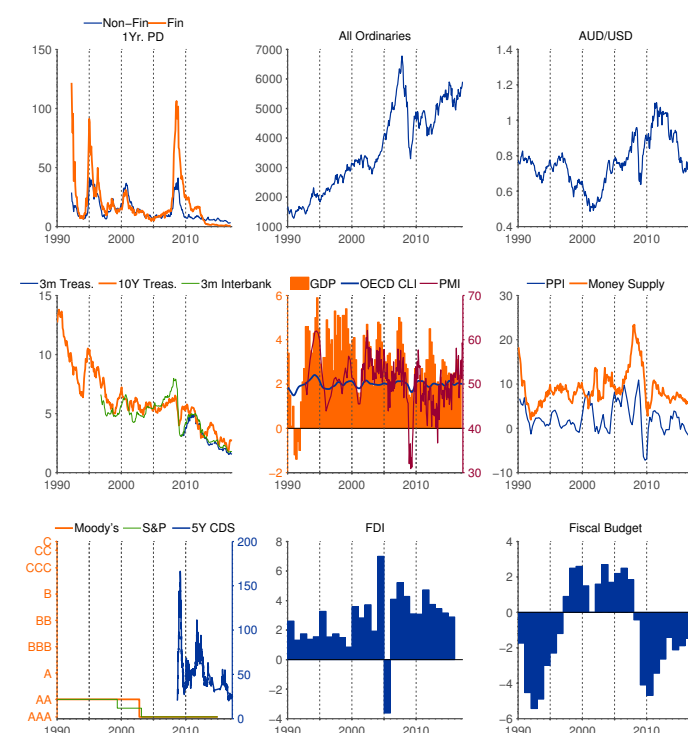 Non−Fin Fin
1Yr. PD
150
100
50
0
1990 2000 2010
All Ordinaries
7000
6000
5000
4000
3000
2000
1000
1990 2000 2010
AUD/USD
1.4
1.2
1
0.8
0.6
0.4
1990 2000 2010
3m Treas. 10Y Treas. 3m Interbank
15
10
5
0
1990 2000 2010
GDP OECD CLI PMI
6 70
4 60
2 50
0 40
−2 30
1990 2000 2010
PPI Money Supply
30
20
10
0
−10
1990 2000 2010
Moody's S&P 5Y CDS
C 200
CC
CCC
B 150
BB 100
BBB
A 50
AA
AAA 0
1990 2000 2010
FDI
8
6
4
2
0
−2
−4
1990 2000 2010
Fiscal Budget
4
2
0
−2
−4
−6
1990 2000 2010